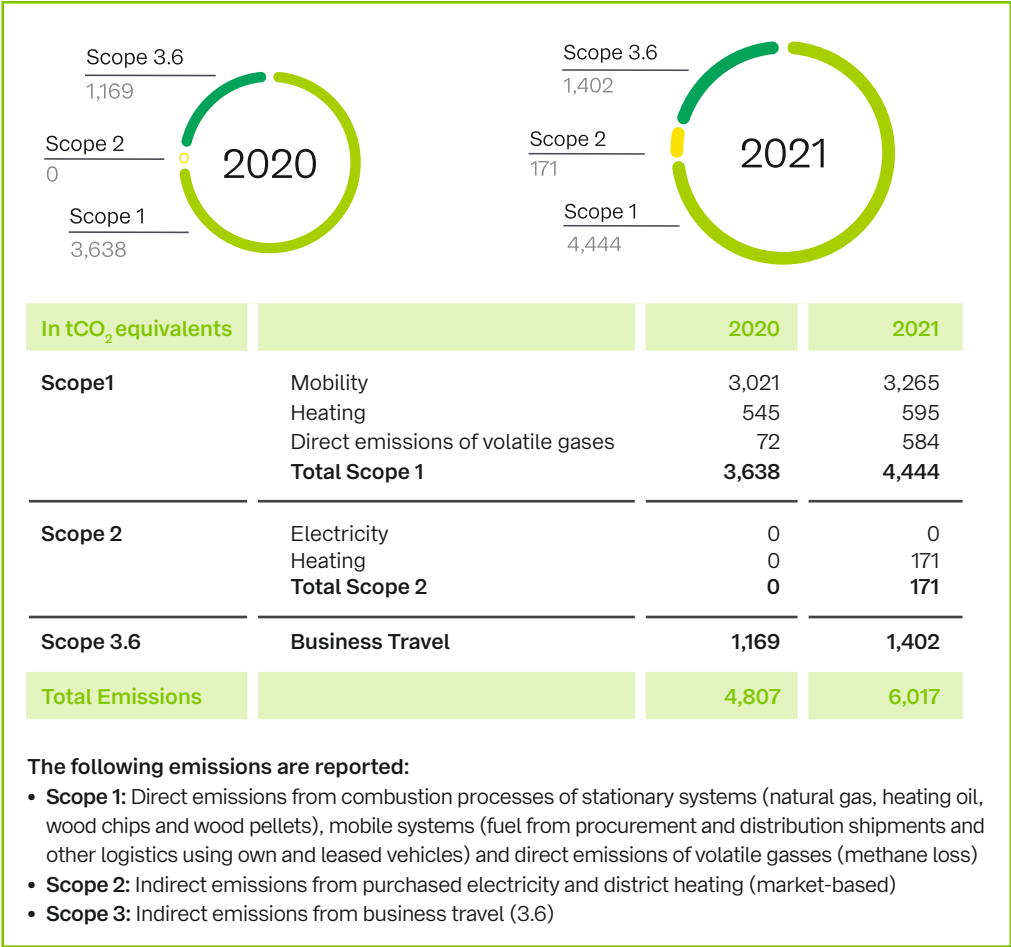 Scope 3.6
1,169
Scope 2
0
Scope 1
3,638
2020
Scope 3.6
1,402
Scope 2
171
Scope 1
4,444
2021
In tCO2 equivalents 2020 2021
Scope1 Mobility 3,021 3,265
Heating 545 595
Direct emissions of volatile gases 72 584
Total Scope 1 3,638 4,444
Scope 2 Electricity 0 0
Heating 0 171
Total Scope 2 0 171
Scope 3.6 Business Travel 1,169 1,402
Total Emissions 4,807 6,017
The following emissions are reported:
• Scope 1: Direct emissions from combustion processes of stationary systems (natural gas, heating oil,
wood chips and wood pellets), mobile systems (fuel from procurement and distribution shipments and
other logistics using own and leased vehicles) and direct emissions of volatile gasses (methane loss)
• Scope 2: Indirect emissions from purchased electricity and district heating (market-based)
• Scope 3: Indirect emissions from business travel (3.6)